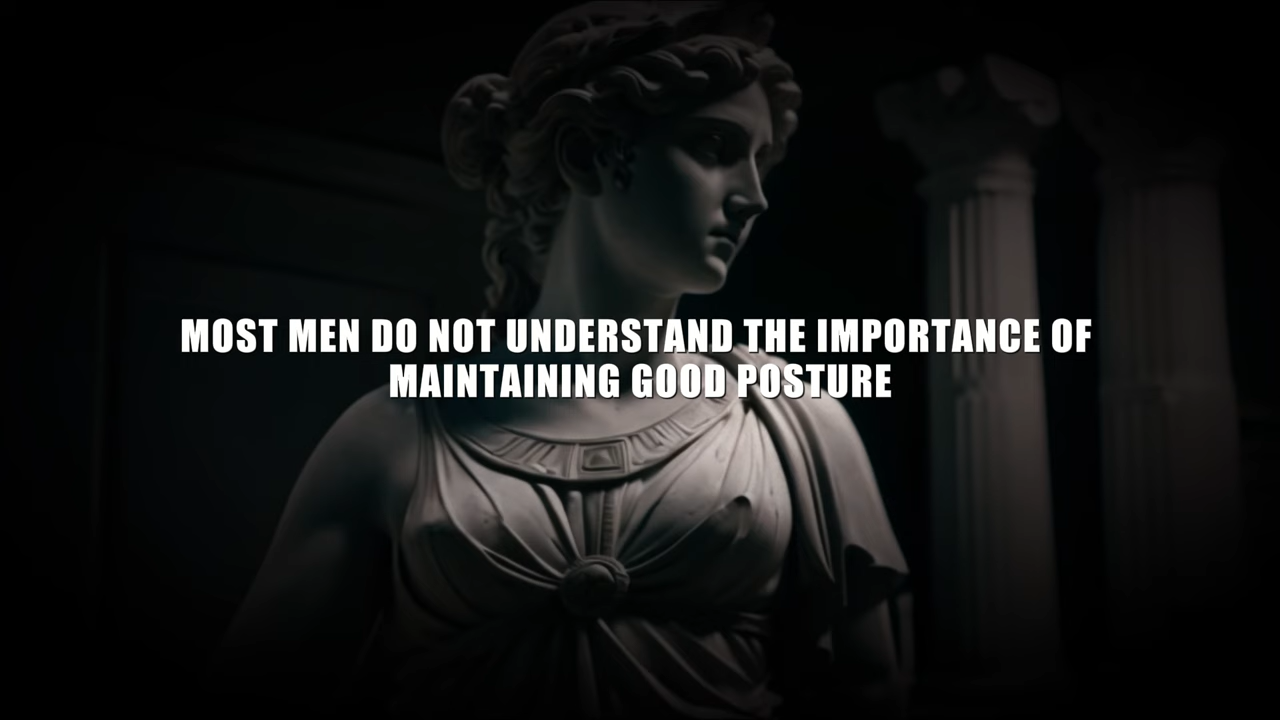 MOST MEN DO NOT UNDERSTAND THE IMPORTANCE OF
MAINTAINING GOOD POSTURE